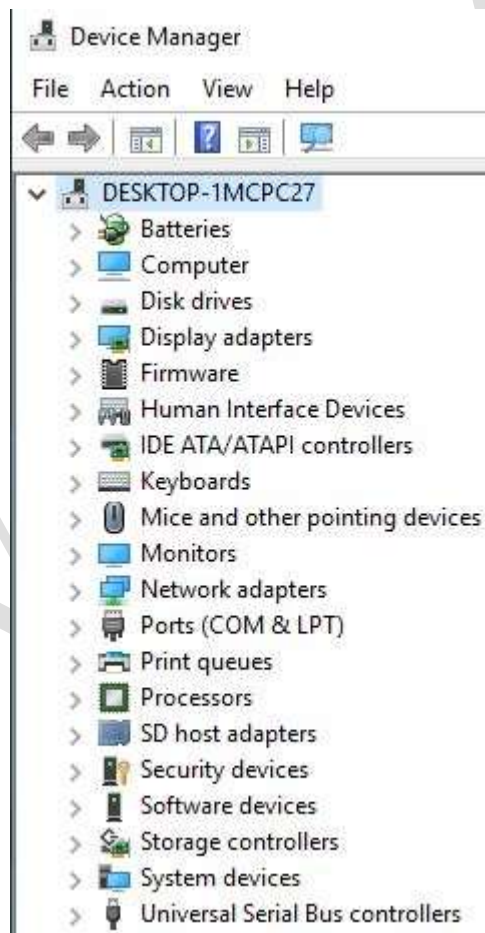 Device Manager
File Action View Help
DESKTOP-1MCPC27
Batteries
Computer
Disk drives
Display adapters
Firmware
Human Interface Devices
IDE ATA/ATAPI controllers
Keyboards
Mice and other pointing devices
Monitors
Network adapters
Ports (COM & LPT)
Print queues
Processors
SD host adapters
Security devices
Software devices
Storage controllers
System devices
Universal Serial Bus controllers